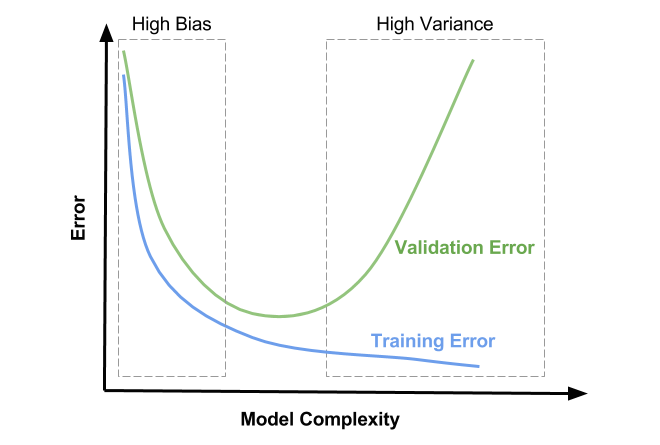 High Bias
High Variance
Error
Validation Error
Training Error
Model Complexity